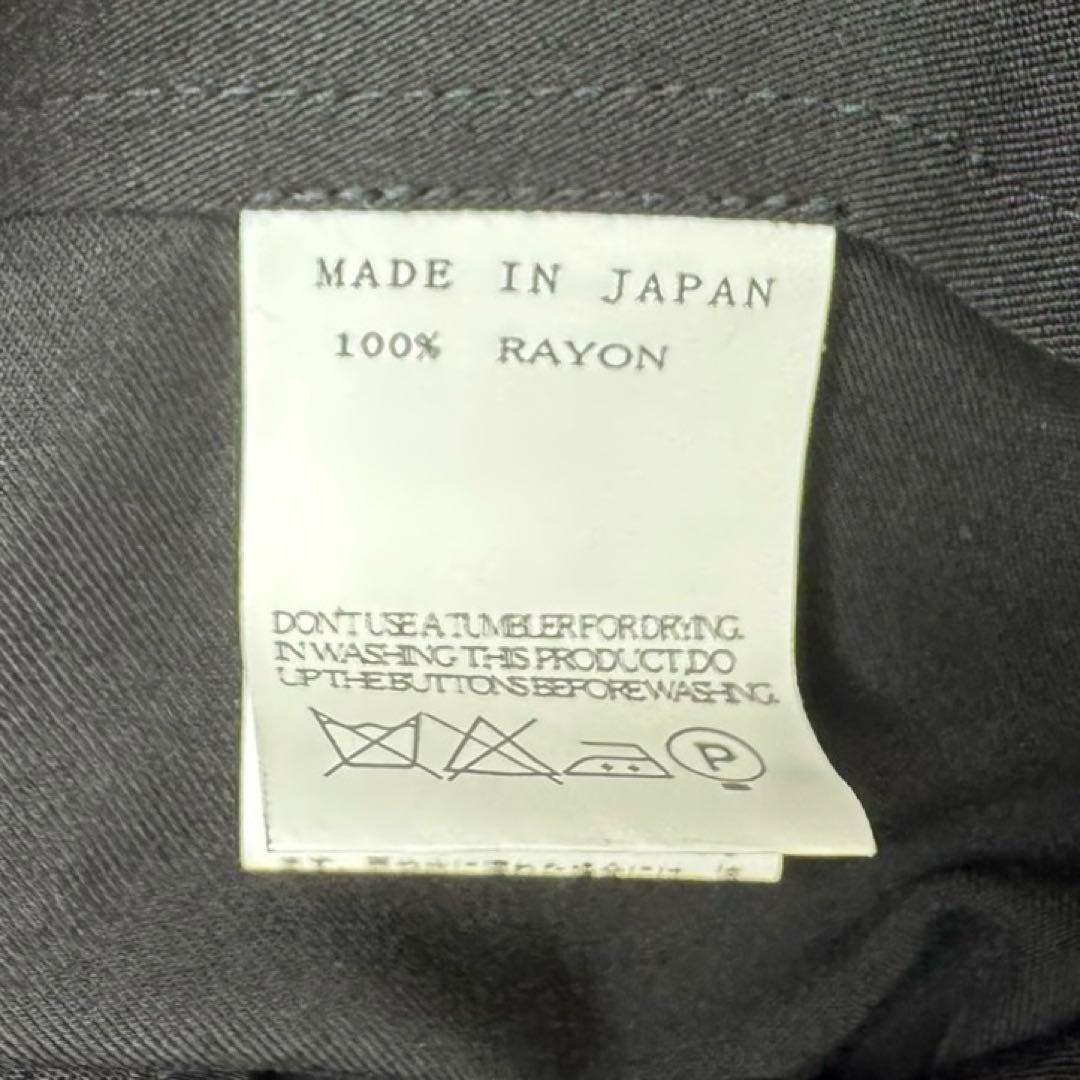 MADE IN JAPAN
100% RAYON
DON'T USE A TUMBLER FOR DRYING.
IN WASHING THIS PRODUCT, DO
UP THE BUTTONS BEFORE WASHING.
P